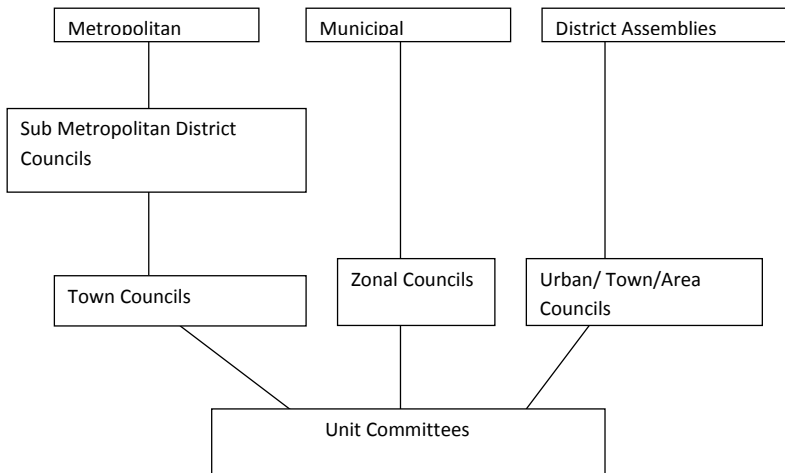 Metropolitan
Municipal
District Assemblies
Sub Metropolitan District
Councils
Town Councils
Zonal Councils
Urban/ Town/Area
Councils
Unit Committees